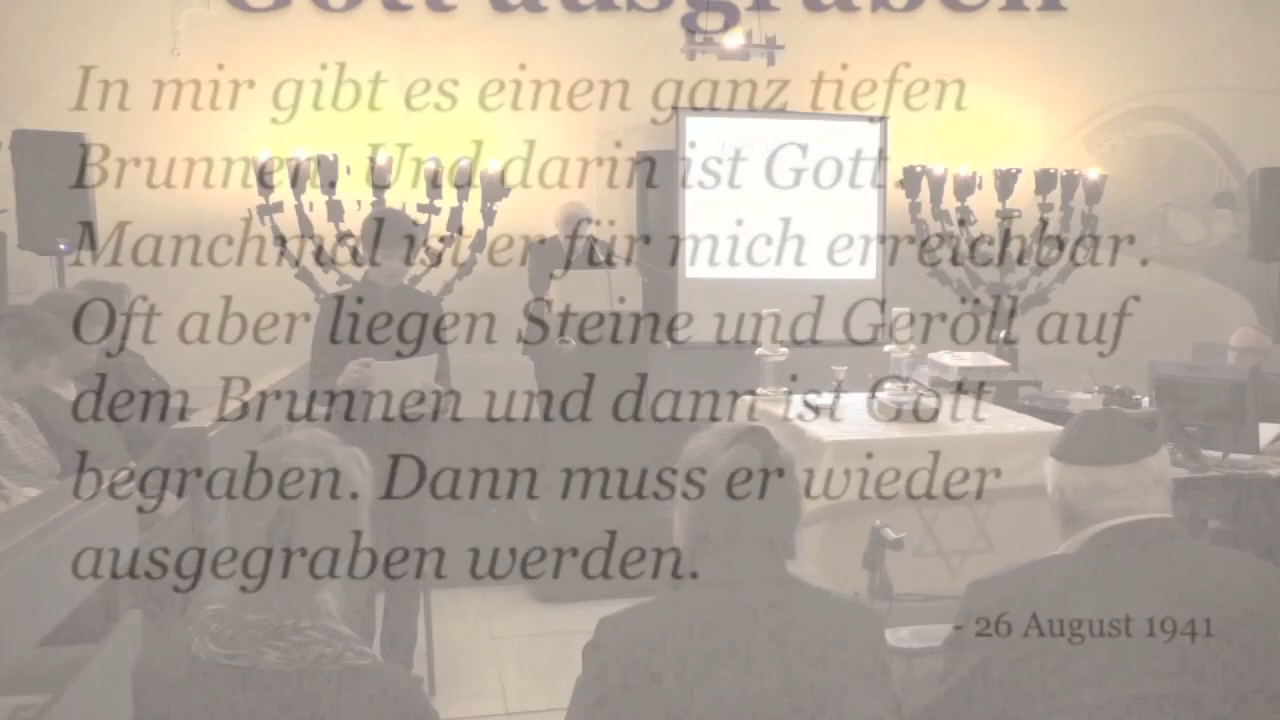 Gott ausgraben
In mir gibt es einen ganz tiefen
Brunnen. Und darin ist Gott.
Manchmal ist er für mich erreichbar.
Oft aber liegen Steine und Geröll auf
dem Brunnen und dann ist Gott
begraben. Dann muss er wieder
ausgegraben werden.
- 26 August 1941